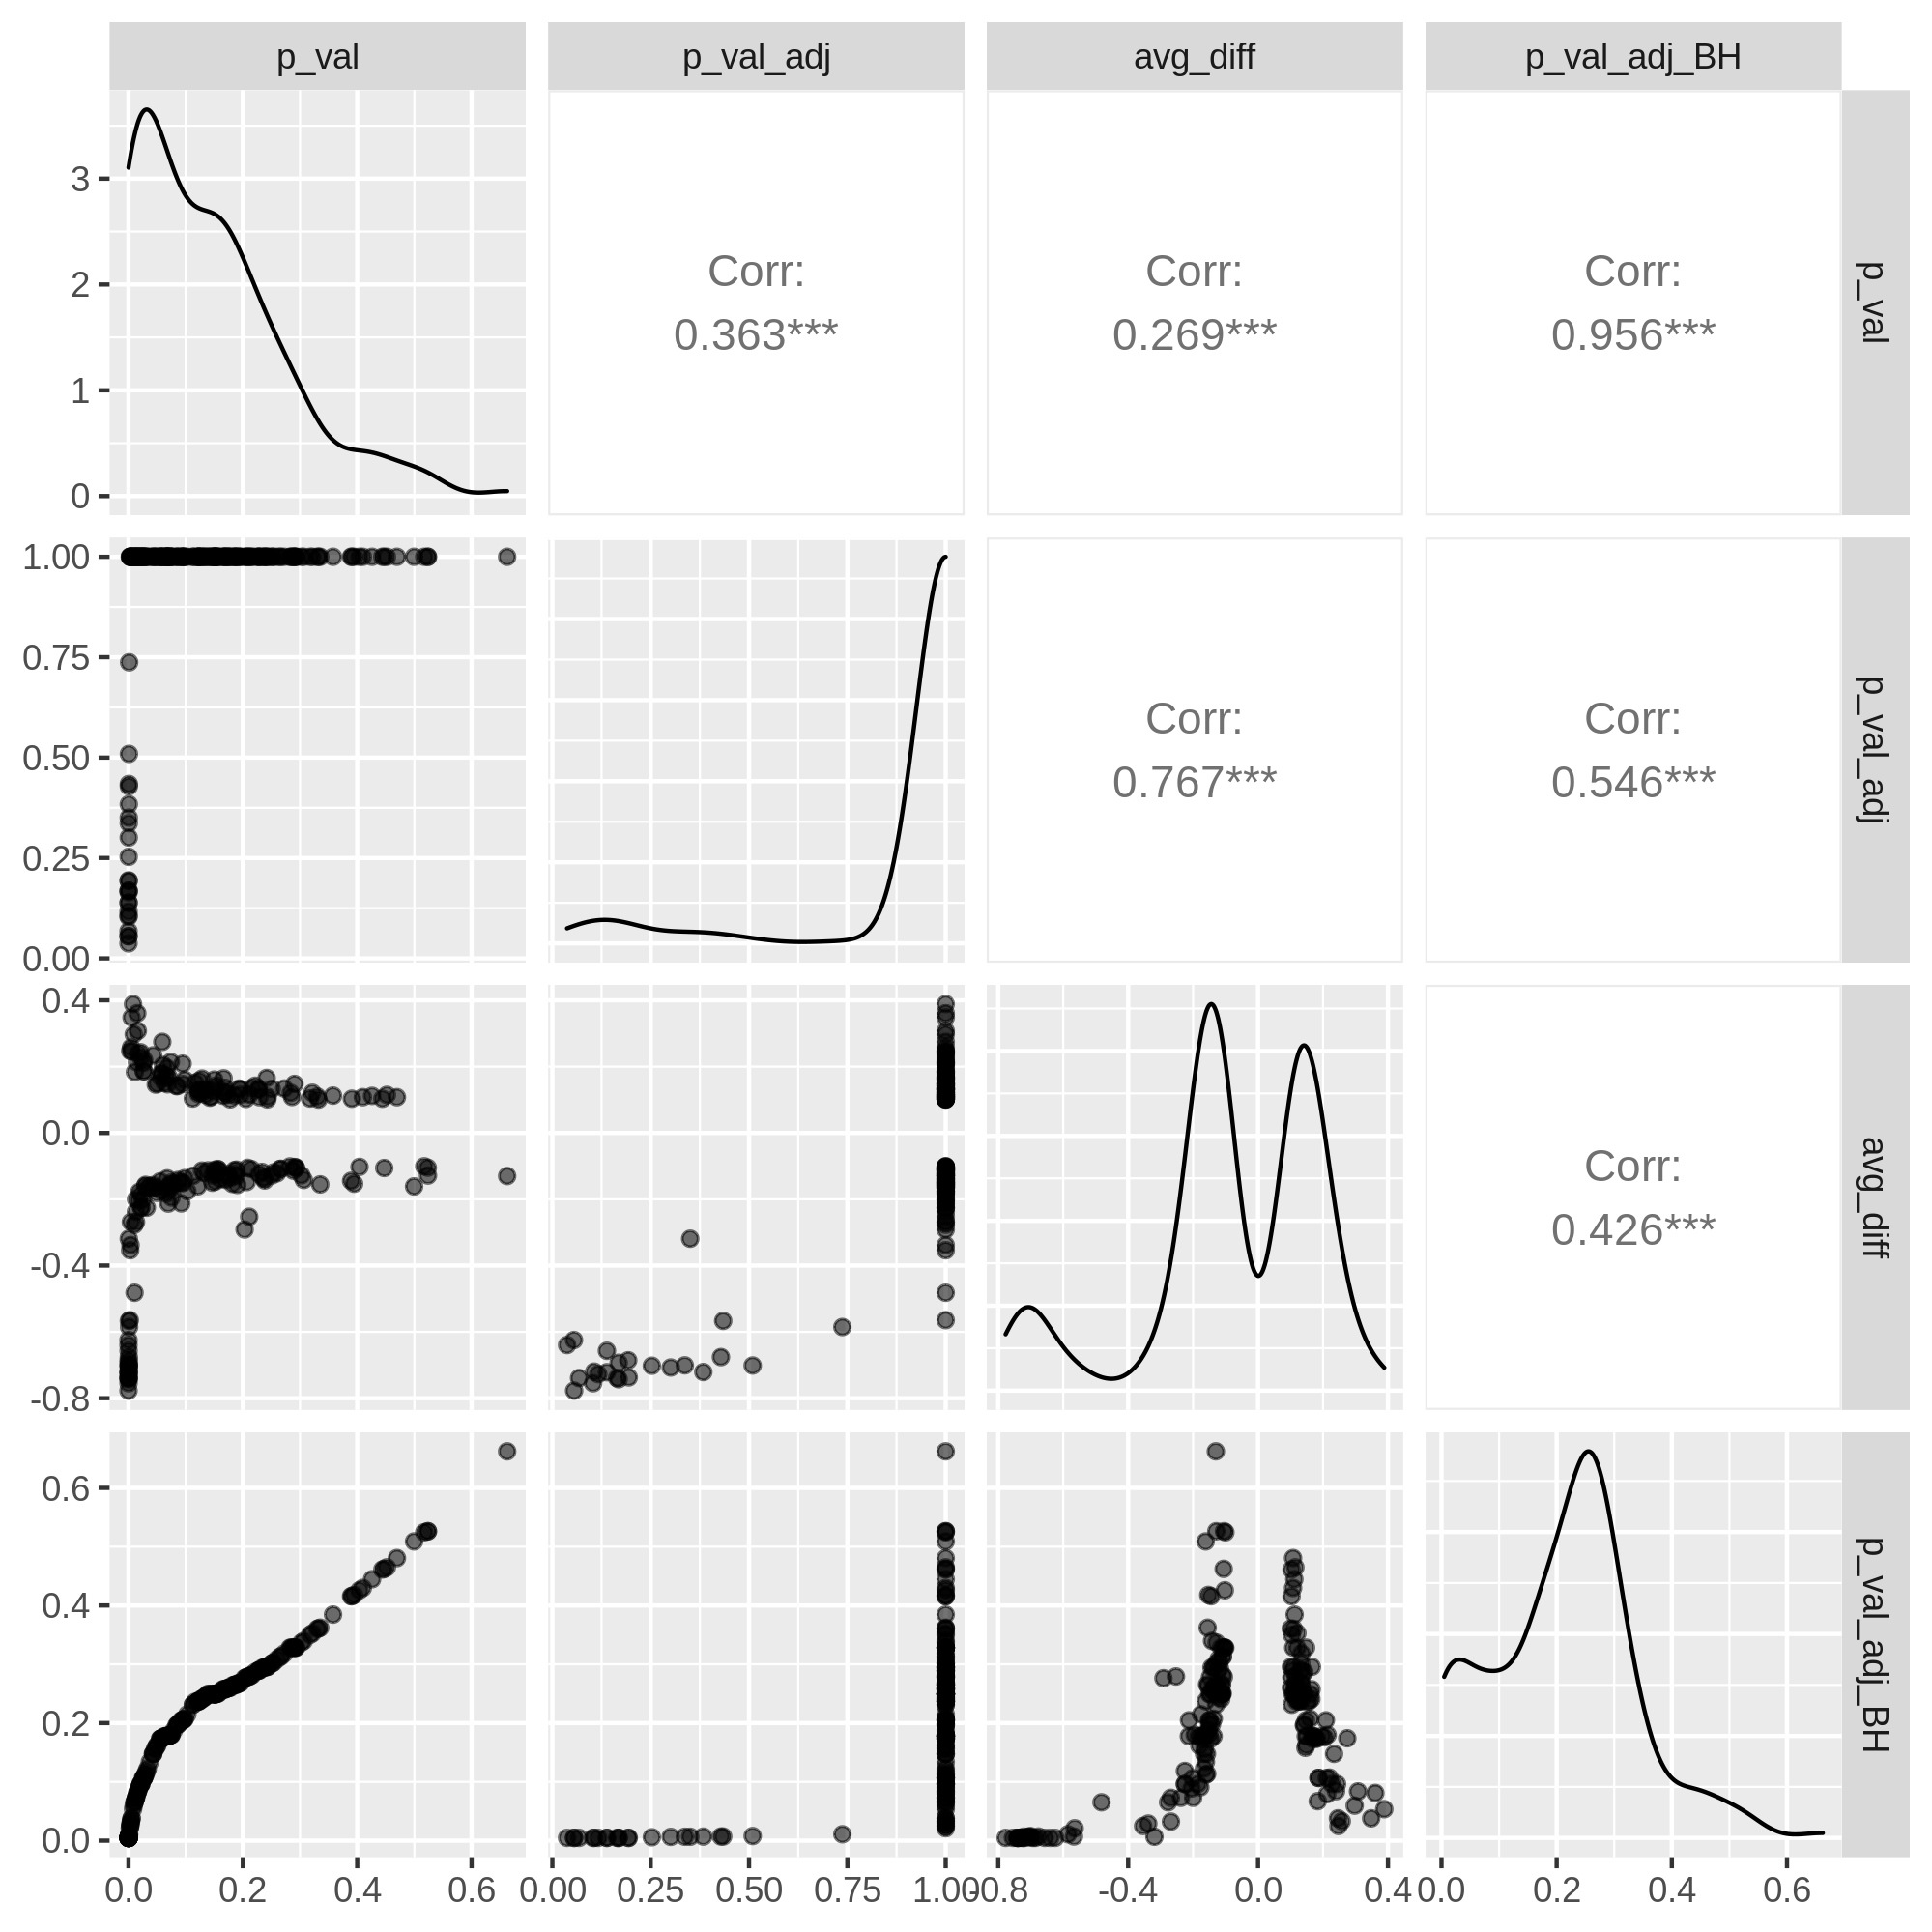 p_val p_val_adj avg_diff p_val_adj_BH
3
2
1
0
Corr:
0.363***
Corr:
0.269***
Corr:
0.956***
p_val
1.00
0.75
0.50
0.25
0.00
Corr:
0.767***
Corr:
0.546***
p_val_adj
0.4
0.0
-0.4
-0.8
Corr:
0.426***
avg_diff
0.6
0.4
0.2
0.0
p_val_adj_BH
0.0 0.2 0.4 0.6
0.00 0.25 0.50 0.75 1.00
-0.8 -0.4 0.0 0.4
0.0 0.2 0.4 0.6